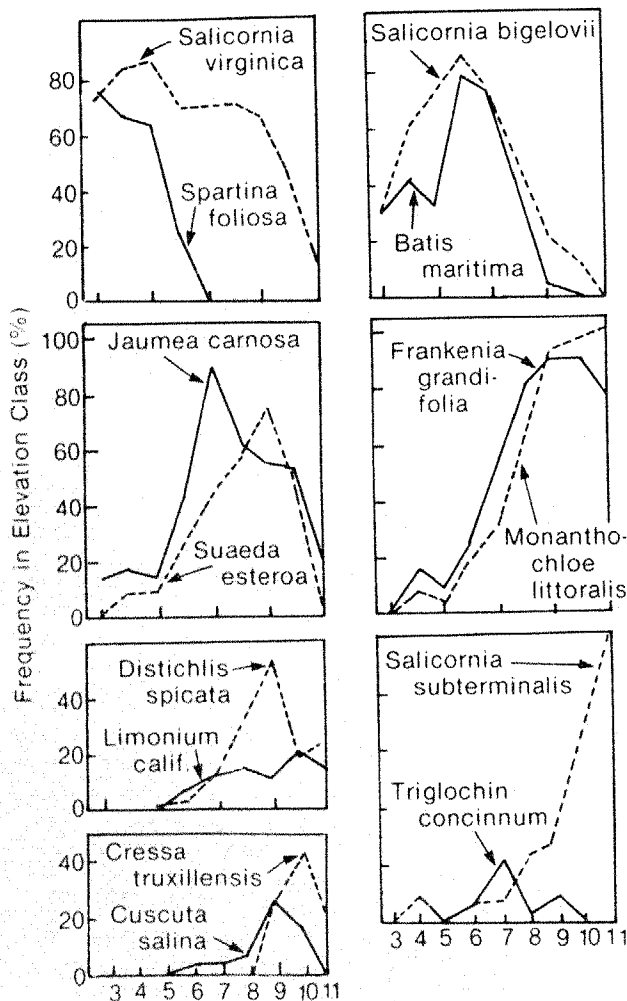 Salicornia
virginica
80
60
40
20
0
Spartina
foliosa
Salicornia bigelovii
Batis
maritima
Frequency in Elevation Class (%)
100
80
60
40
20
0
Jaumea carnosa
Suaeda
esteroa
Frankenia
grandi-
folia
Monantho-
chloe
littoralis
40
20
0
Distichlis
spicata
Limonium
calif.
Salicornia
subterminalis
Triglochin
concinnum
40
20
0
Cressa
truxillensis
Cuscuta
salina
3 4 5 6 7 8 9 10 11
3 4 5 6 7 8 9 10 11